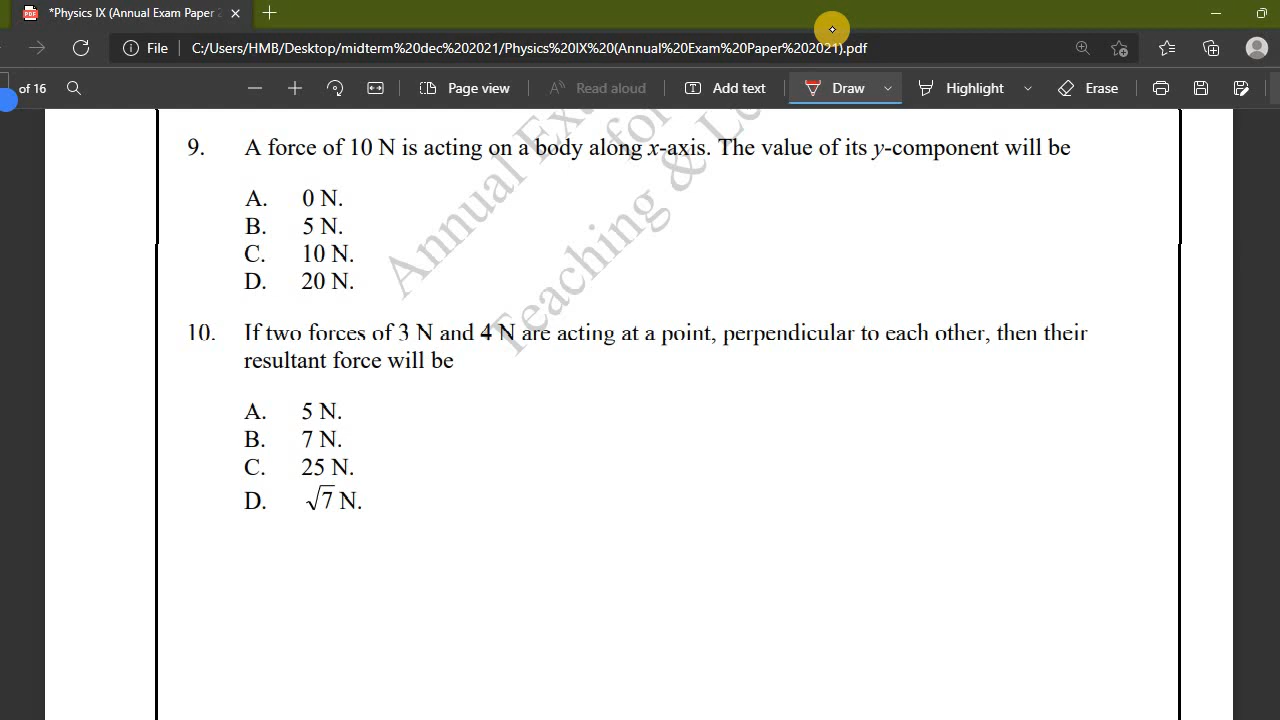 *Physics IX (Annual Exam Paper 2
File
C:/Users/HMB/Desktop/midterm%20dec%202021/Physics%20IX%20(Annual%20Exam%20Paper%202021).pdf
of 16
Page view
Read aloud
Add text
Draw
Highlight
Erase
9. A force of 10 N is acting on a body along x-axis. The value of its y-component will be
A. 0 N.
B. 5 N.
C. 10 N.
D. 20 N.
10. If two forces of 3 N and 4 N are acting at a point, perpendicular to each other, then their
resultant force will be
A. 5 N.
B. 7 N.
C. 25 N.
D. √7 N.
Annual Exa
for
Teaching & Le